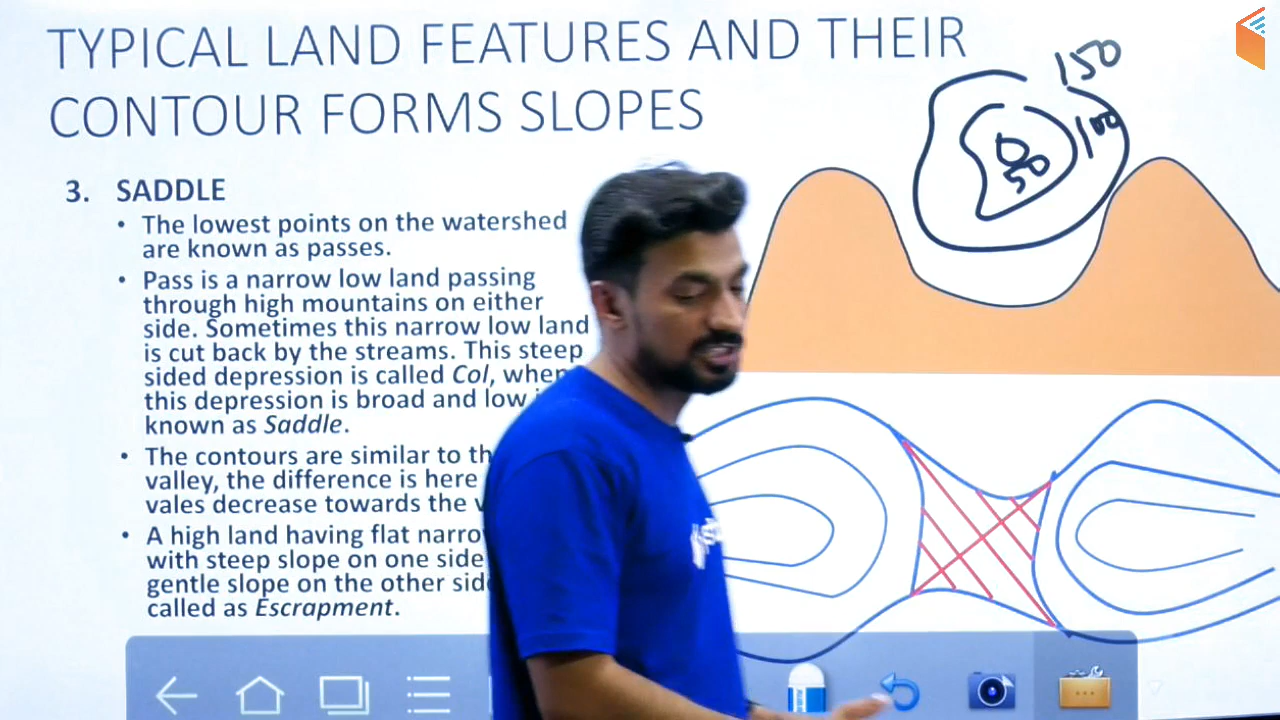 TYPICAL LAND FEATURES AND THEIR
CONTOUR FORMS SLOPES
150
100
50
3. SADDLE
• The lowest points on the watershed
are known as passes.
• Pass is a narrow low land passing
through high mountains on either
side. Sometimes this narrow low land
is cut back by the streams. This steep
sided depression is called Col, when
this depression is broad and low
known as Saddle.
• The contours are similar to
valley, the difference is here
vales decrease towards the
• A high land having flat
with steep slope on one side
gentle slope on the other
called as Escrapment.